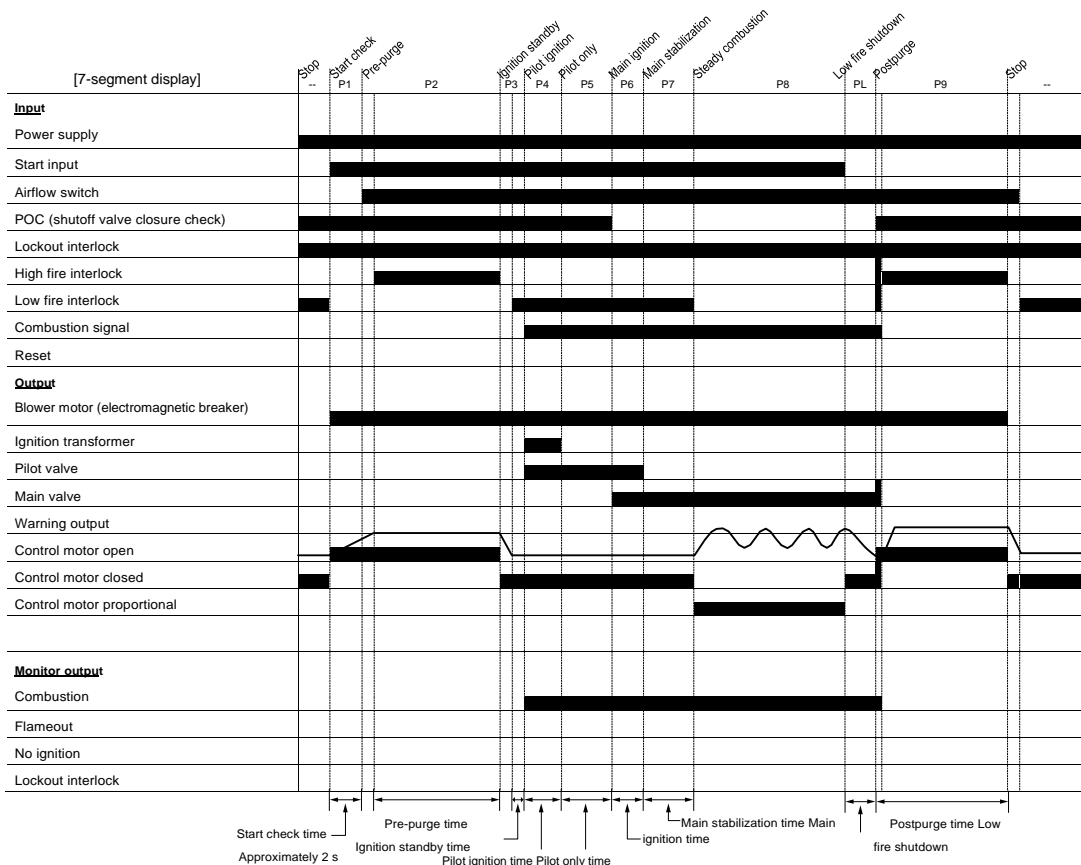 Stop
Start check
Pre-purge
Ignition standby
Pilot ignition
Pilot only
Main ignition
Main stabilization
Steady combustion
Low fire shutdown
Postpurge
Stop
[7-segment display] -- P1 P2 P3 P4 P5 P6 P7 P8 PL P9 --
Input
Power supply
Start input
Airflow switch
POC (shutoff valve closure check)
Lockout interlock
High fire interlock
Low fire interlock
Combustion signal
Reset
Output
Blower motor (electromagnetic breaker)
Ignition transformer
Pilot valve
Main valve
Warning output
Control motor open
Control motor closed
Control motor proportional
Monitor output
Combustion
Flameout
No ignition
Lockout interlock
Start check time
Approximately 2 s
Pre-purge time
Ignition standby time
Pilot ignition time Pilot only time
ignition time
Main stabilization time Main
Postpurge time Low
fire shutdown